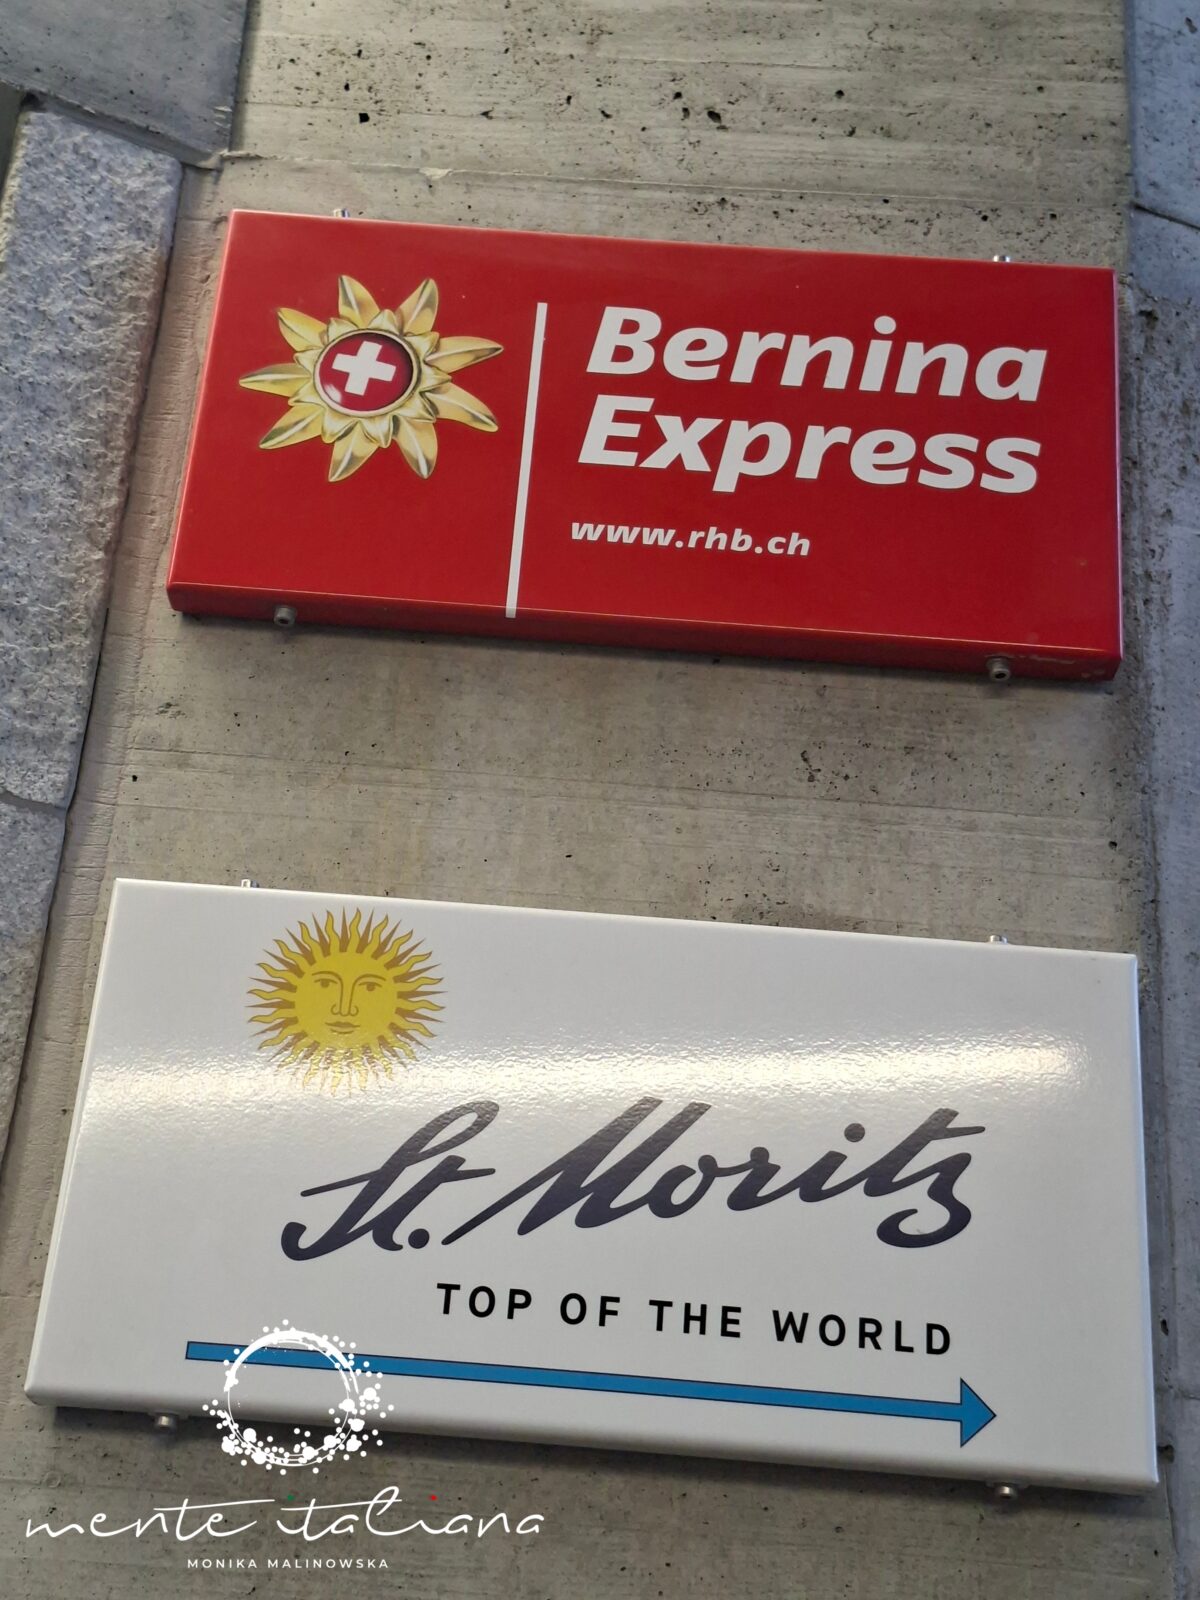 Bernina
Express
www.rhb.ch
St. Moritz
TOP OF THE WORLD
mente italiana
MONIKA MALINOWSKA